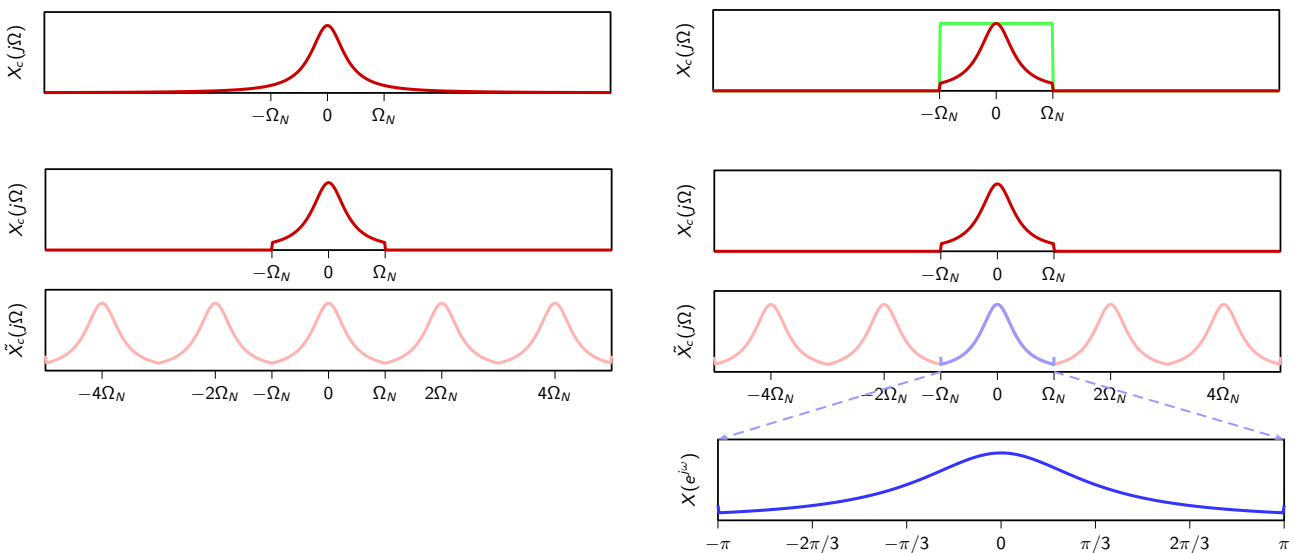 X_c(jΩ)
−Ω_N 0 Ω_N
X_c(jΩ)
−Ω_N 0 Ω_N
X_c(jΩ)
−Ω_N 0 Ω_N
X_c(jΩ)
−Ω_N 0 Ω_N
X̃_c(jΩ)
−4Ω_N −2Ω_N −Ω_N 0 Ω_N 2Ω_N 4Ω_N
X̃_c(jΩ)
−4Ω_N −2Ω_N −Ω_N 0 Ω_N 2Ω_N 4Ω_N
X(e^{jω})
−π −2π/3 −π/3 0 π/3 2π/3 π